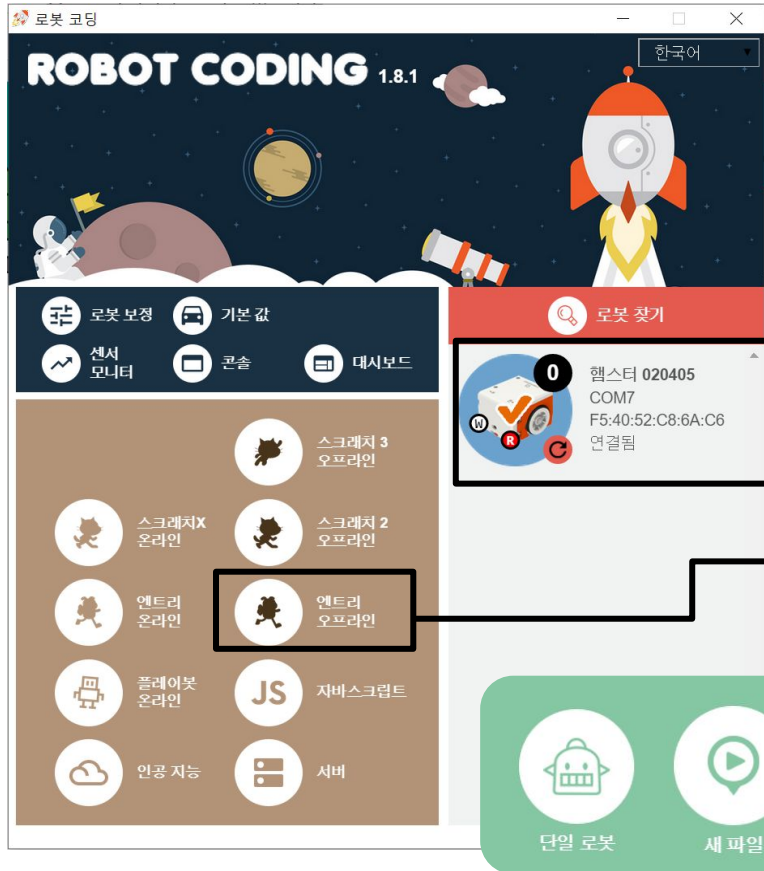 로봇 코딩
한국어
ROBOT CODING 1.8.1
로봇 보정
기본 값
센서
모니터
콘솔
대시보드
로봇 찾기
0
햄스터 020405
COM7
F5:40:52:C8:6A:C6
연결됨
W
R
스크래치 3
오프라인
스크래치X
온라인
스크래치 2
오프라인
엔트리
온라인
엔트리
오프라인
플레이봇
온라인
JS
자바스크립트
인공 지능
서버
단일 로봇
새 파일